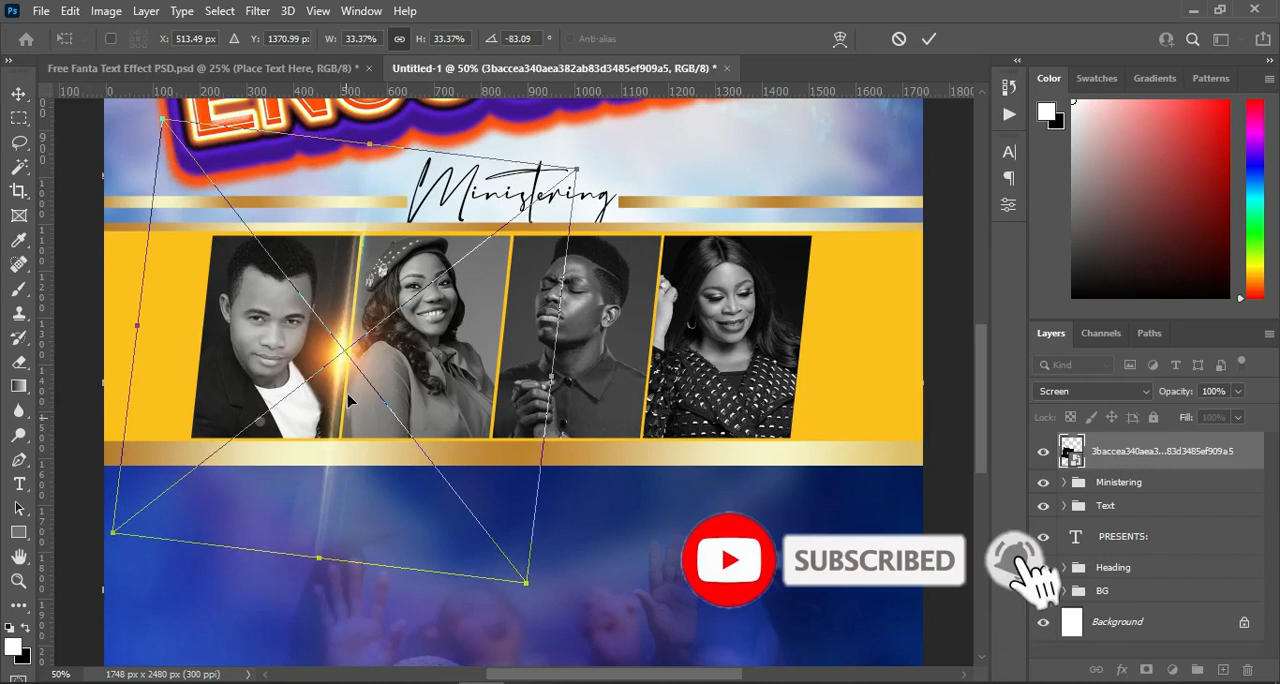 Ps File Edit Image Layer Type Select Filter 3D View Window Help
X: 513.49 px Y: 1370.99 px W: 33.37% H: 33.37% -83.09 ° Anti-alias
Free Fanta Text Effect PSD.psd @ 25% (Place Text Here, RGB/8) * × Untitled-1 @ 50% (3baccea340aea382ab83d3485ef909a5, RGB/8) * ×
Color Swatches Gradients Patterns
100 0 100 200 300 400 500 600 700 800 900 1000 1100 1200 1300 1400 1500 1600 1700 1800
Ministering
Layers Channels Paths
Kind
Screen Opacity: 100%
Lock: Fill: 100%
3baccea340aea3...83d3485ef909a5
Ministering
Text
T PRESENTS:
Heading
BG
Background
SUBSCRIBED
50% 1748 px x 2480 px (300 ppi)